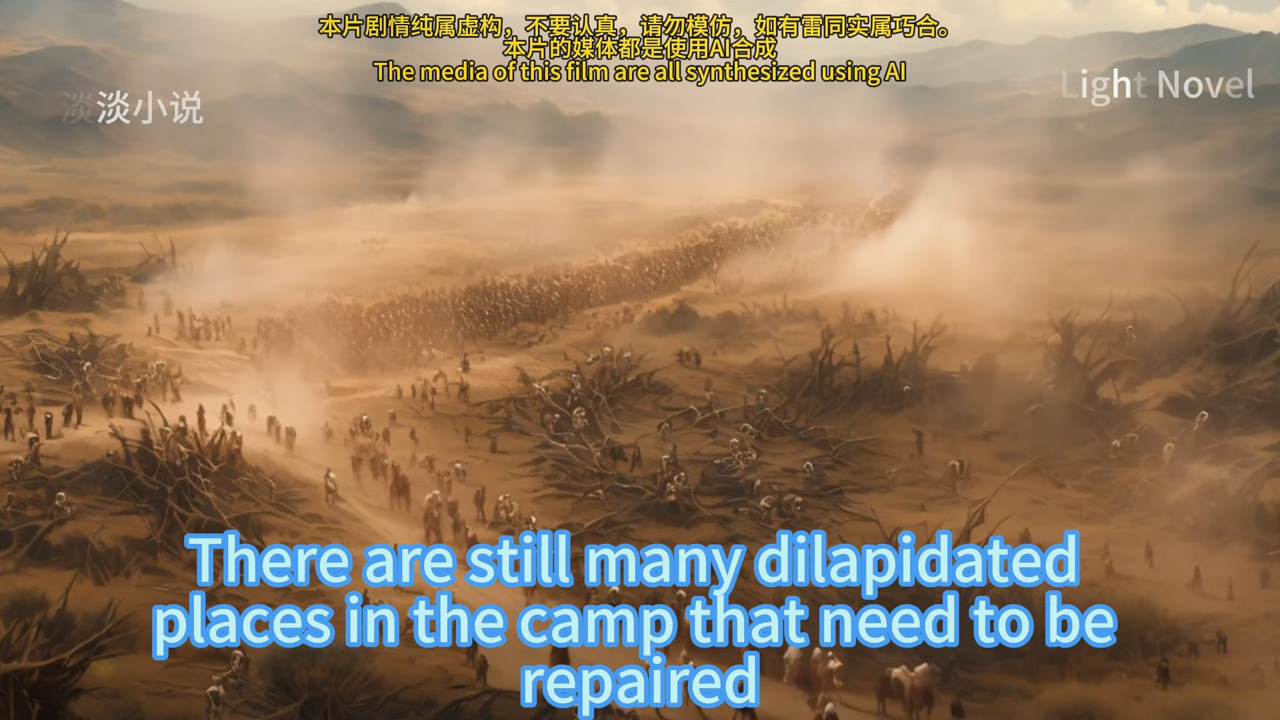 本片剧情纯属虚构，不要认真，请勿模仿，如有雷同实属巧合。
本片的媒体都是使用AI合成
The media of this film are all synthesized using AI
淡淡小说
Light Novel
There are still many dilapidated
places in the camp that need to be
repaired